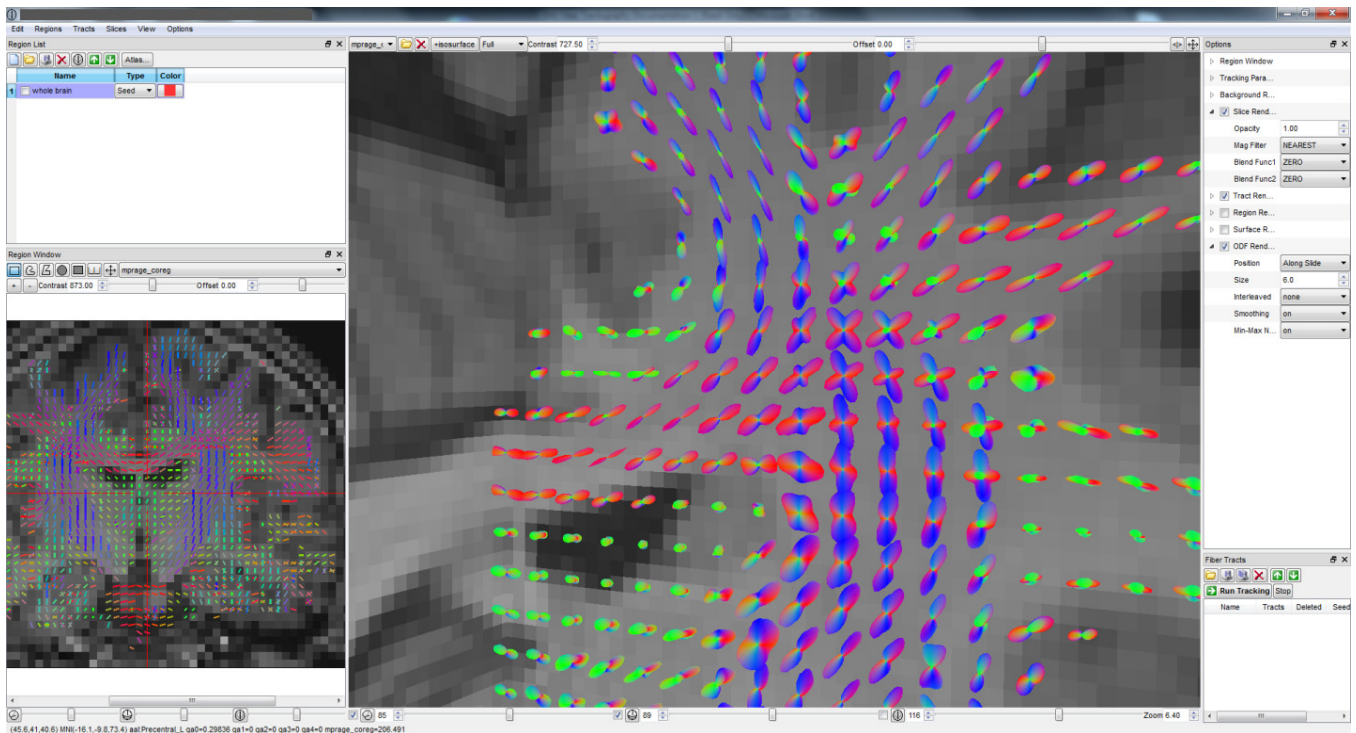 Edit Regions Tracts Slices View Options
Region List
Atlas...
Name Type Color
1 whole brain Seed
Region Window
mprage_coreg
+ - Contrast 873.00 Offset 0.00
mprage_c +isosurface Full Contrast 727.50 Offset 0.00
85 89 116 Zoom 6.40
Options
Region Window
Tracking Para...
Background R...
Slice Rend...
Opacity 1.00
Mag Filter NEAREST
Blend Func1 ZERO
Blend Func2 ZERO
Tract Ren...
Region Re...
Surface R...
ODF Rend...
Position Along Slide
Size 6.0
Interleaved none
Smoothing on
Min-Max N... on
Fiber Tracts
Run Tracking Stop
Name Tracts Deleted Seed
(45.6,41,40.6) MNI(-16.1,-9.8,73.4) aal:Precentral_L qa0=0.29836 qa1=0 qa2=0 qa3=0 qa4=0 mprage_coreg=206.491